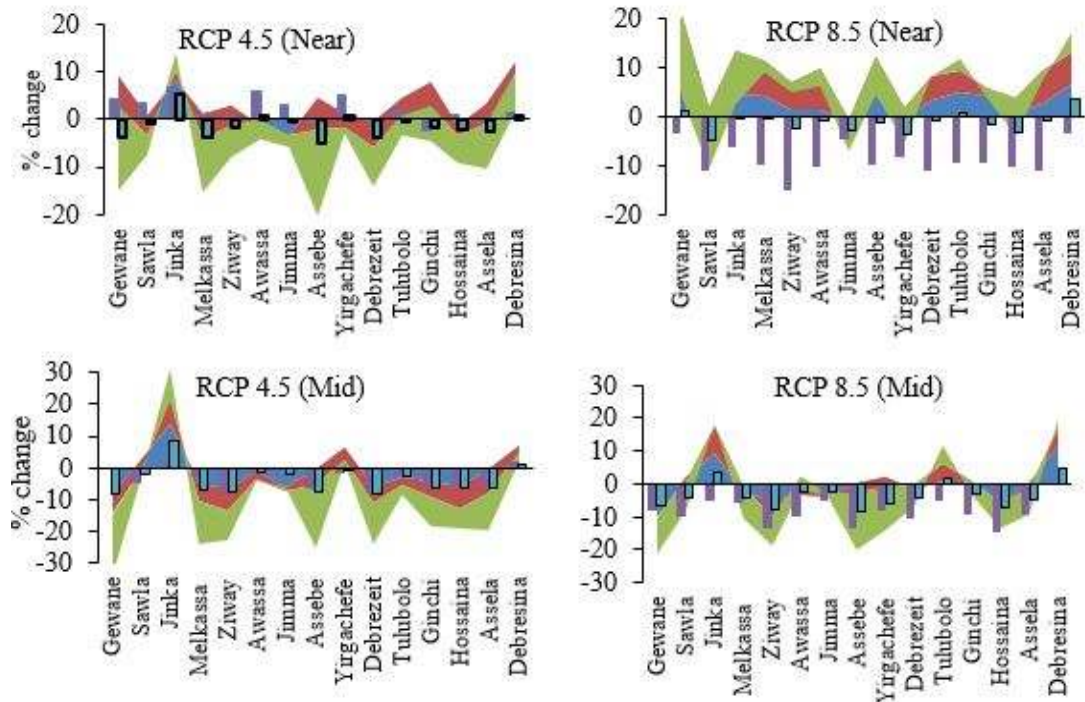 RCP 4.5 (Near)
% change
20
10
0
-10
-20
Gewane
Sawla
Jinka
Melkassa
Ziway
Awassa
Jimma
Assebe
Yirgachefe
Debrezeit
Tulubolo
Ginchi
Hossaina
Assela
Debresina
RCP 8.5 (Near)
20
10
0
-10
-20
Gewane
Sawla
Jinka
Melkassa
Ziway
Awassa
Jimma
Assebe
Yirgachefe
Debrezeit
Tulubolo
Ginchi
Hossaina
Assela
Debresina
RCP 4.5 (Mid)
% change
30
20
10
0
-10
-20
-30
Gewane
Sawla
Jinka
Melkassa
Ziway
Awassa
Jimma
Assebe
Yirgachefe
Debrezeit
Tulubolo
Ginchi
Hossaina
Assela
Debresina
RCP 8.5 (Mid)
30
20
10
0
-10
-20
-30
Gewane
Sawla
Jinka
Melkassa
Ziway
Awassa
Jimma
Assebe
Yirgachefe
Debrezeit
Tulubolo
Ginchi
Hossaina
Assela
Debresina